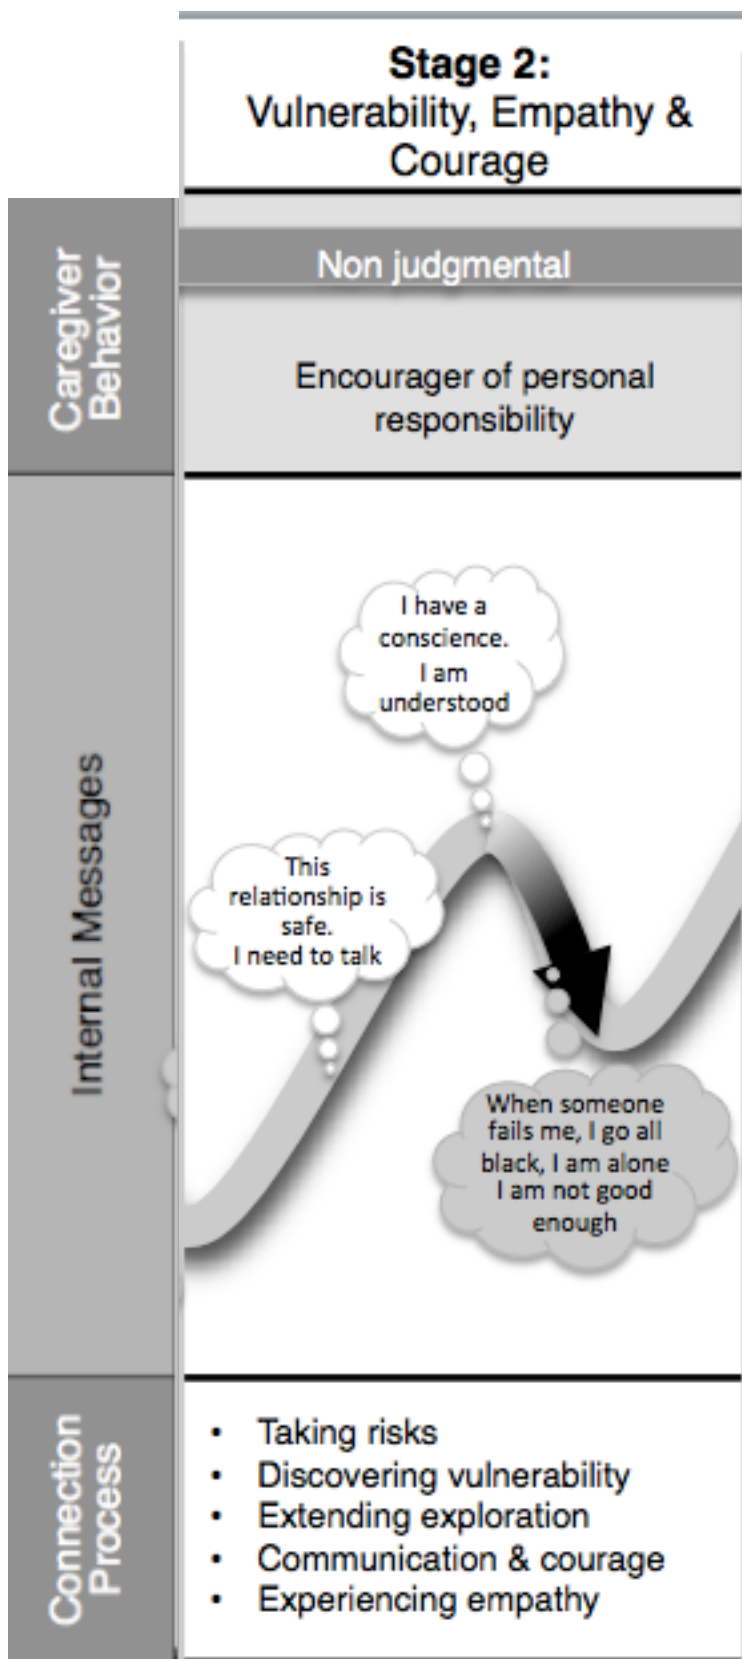 Stage 2:
Vulnerability, Empathy &
Courage
Caregiver
Behavior
Non judgmental
Encourager of personal
responsibility
Internal Messages
I have a
conscience.
I am
understood
This
relationship is
safe.
I need to talk
When someone
fails me, I go all
black, I am alone
I am not good
enough
Connection
Process
• Taking risks
• Discovering vulnerability
• Extending exploration
• Communication & courage
• Experiencing empathy